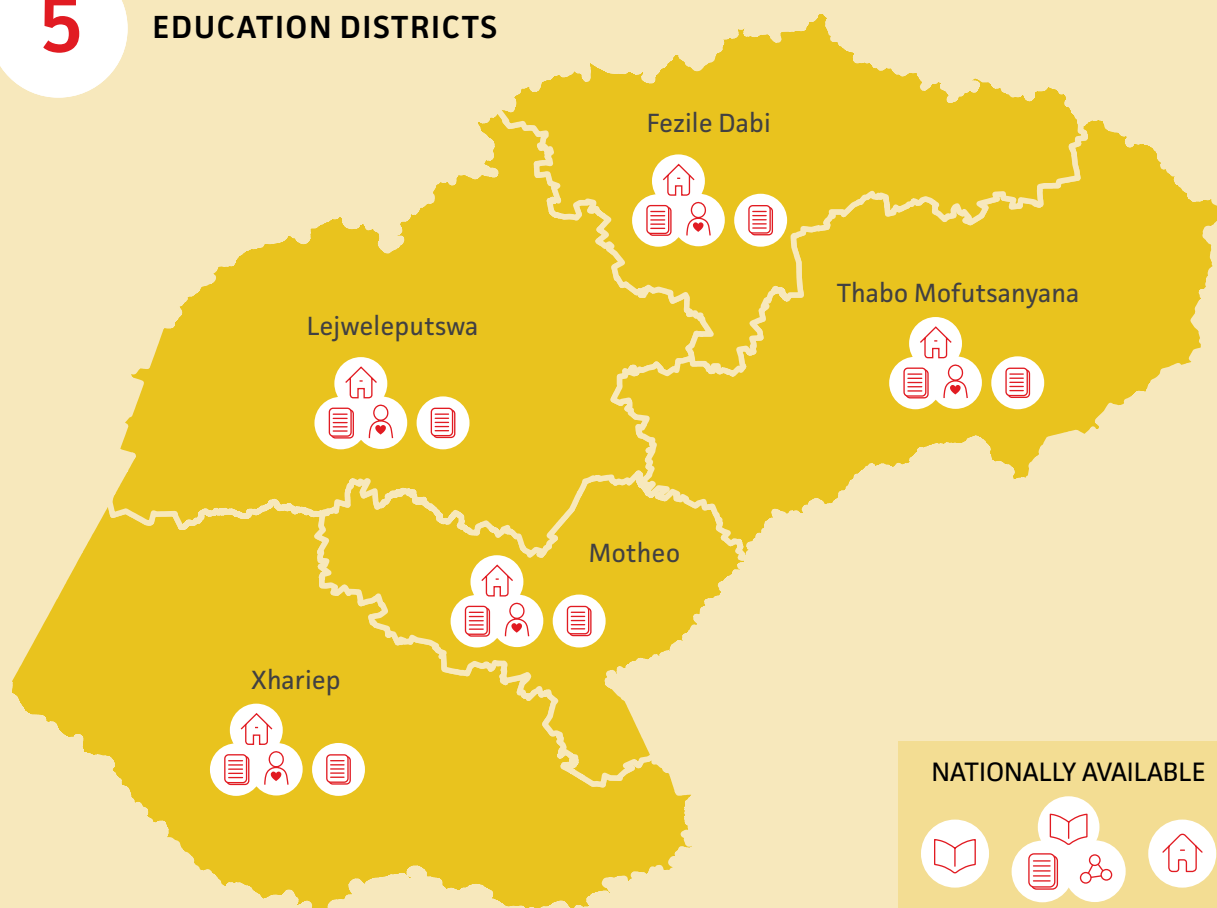 5
EDUCATION DISTRICTS
Fezile Dabi
Thabo Mofutsanyana
Lejweleputswa
Motheo
Xhariep
NATIONALLY AVAILABLE